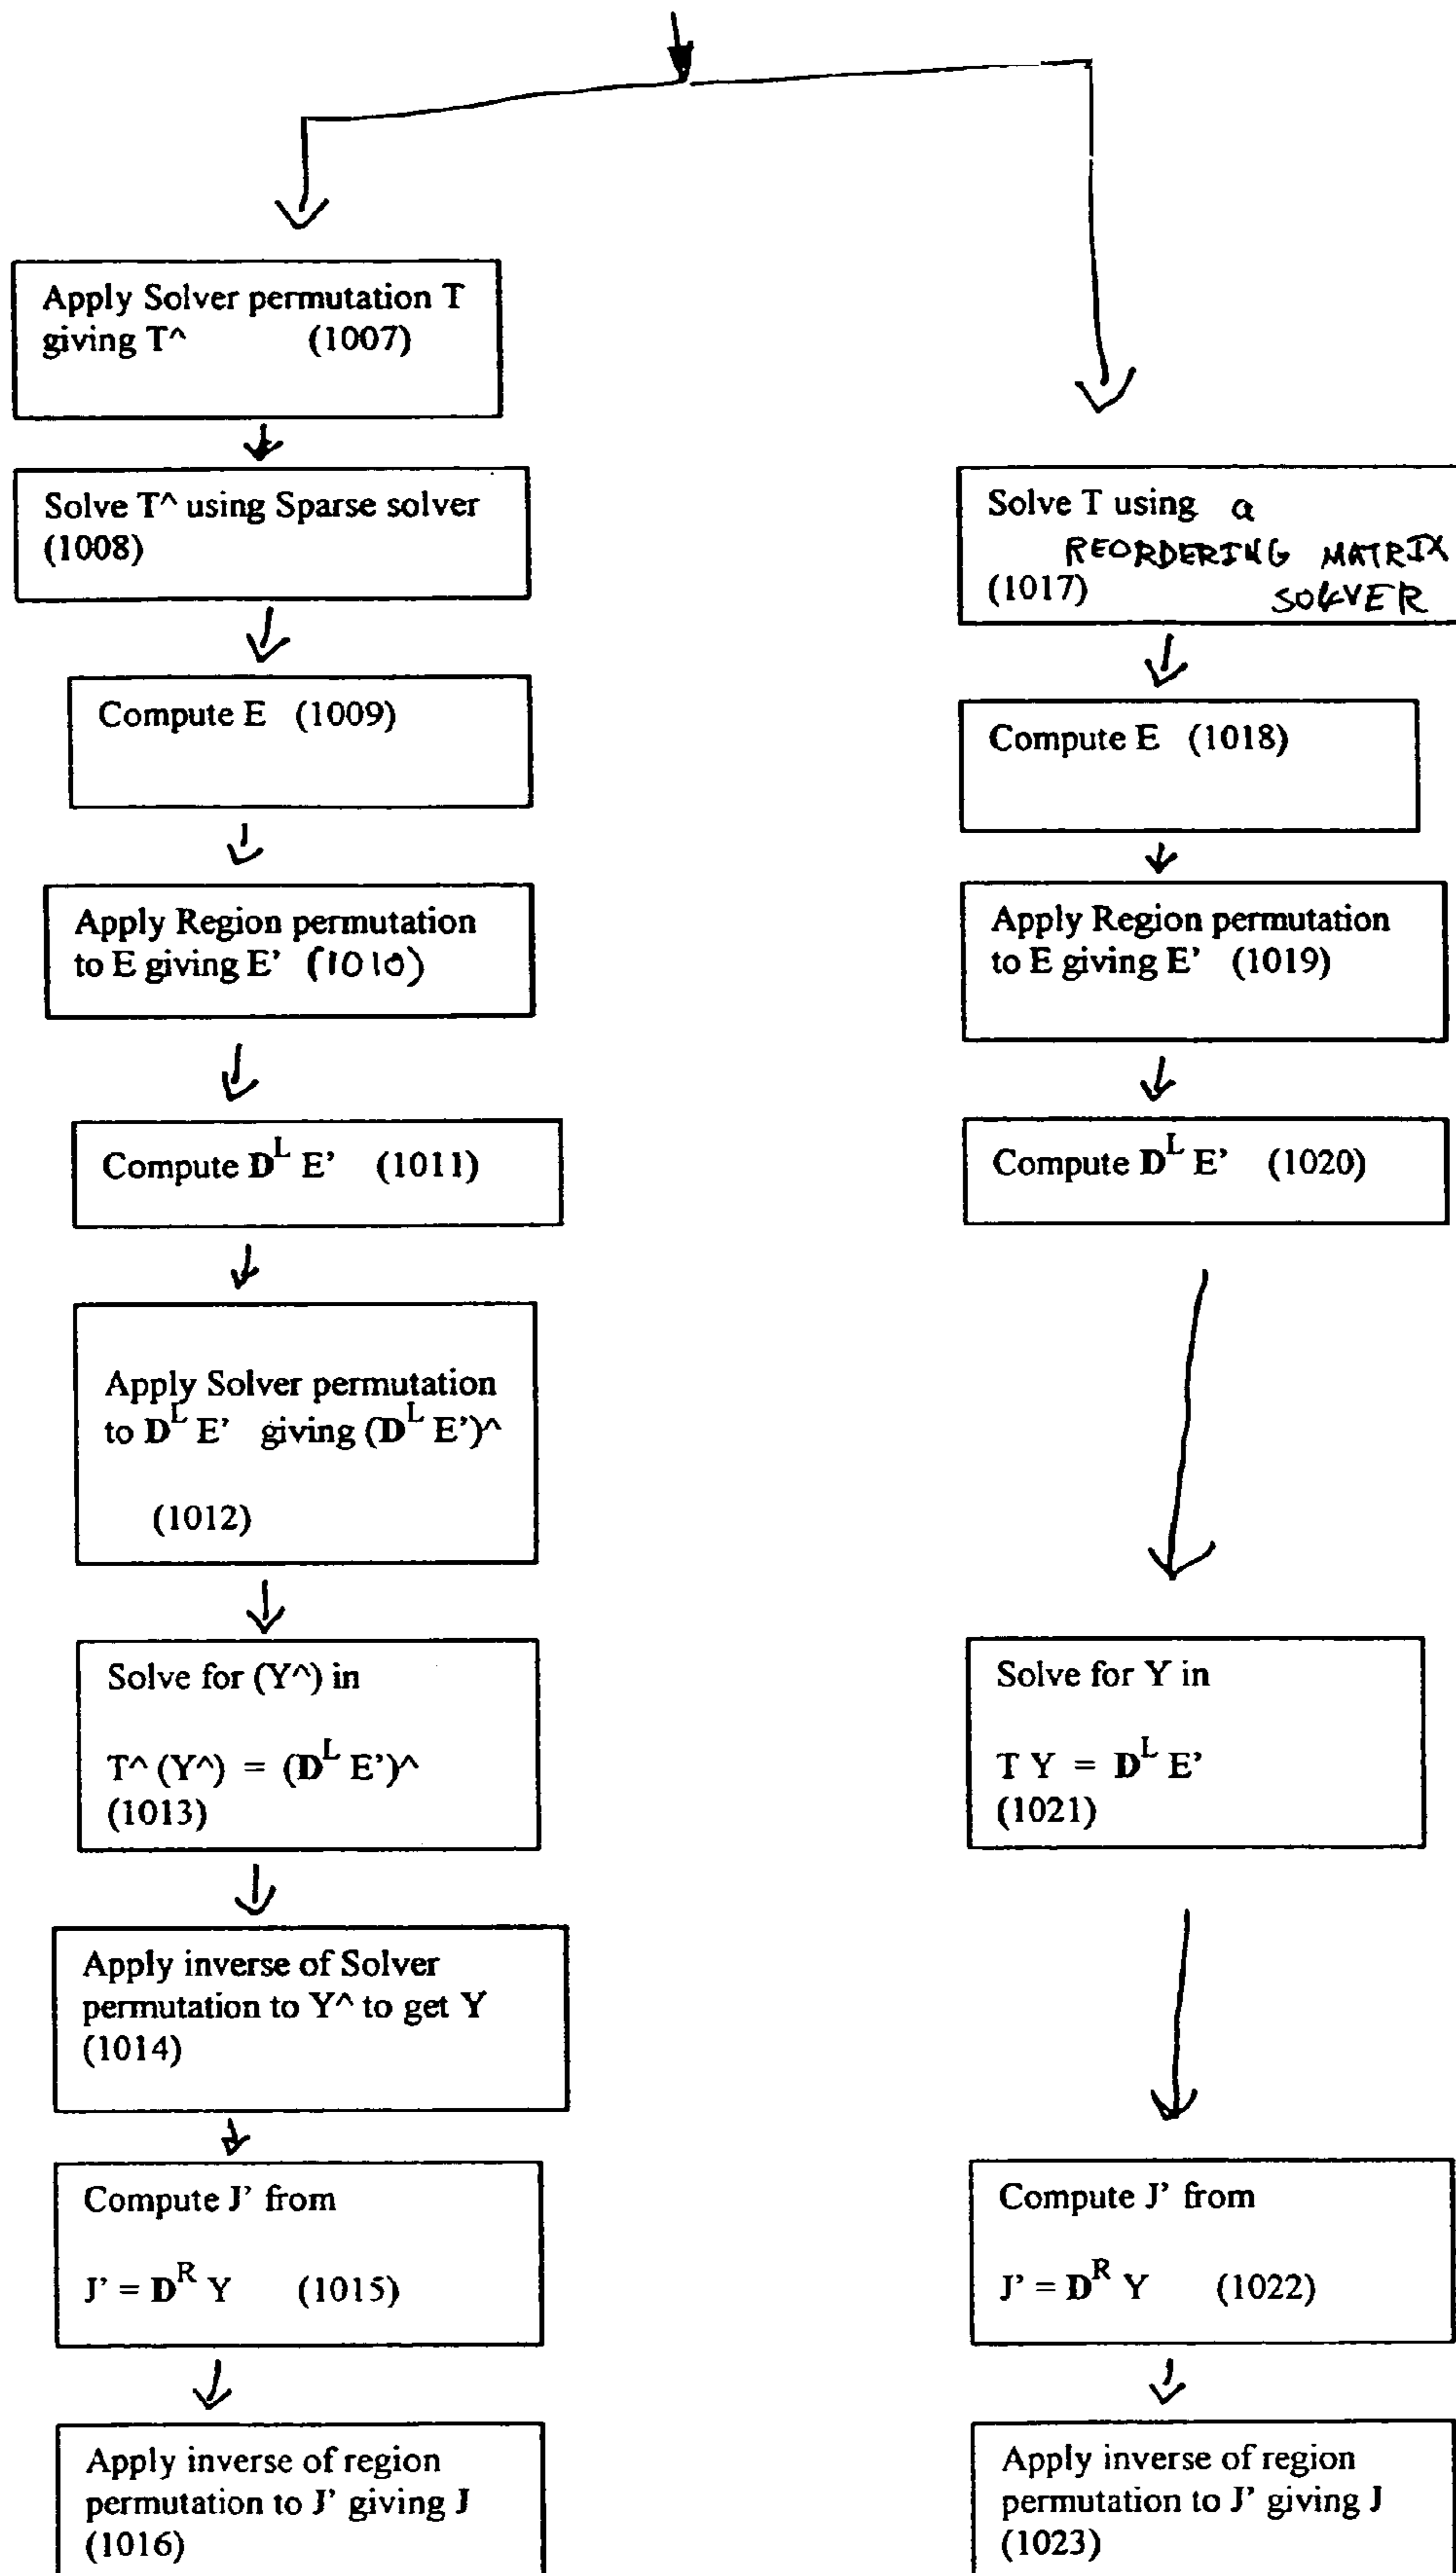 Apply Solver permutation T
giving T^ (1007)
Solve T^ using Sparse solver
(1008)
Compute E (1009)
Apply Region permutation
to E giving E' (1010)
Compute D^L E' (1011)
Apply Solver permutation
to D^L E' giving (D^L E')^
(1012)
Solve for (Y^) in
T^ (Y^) = (D^L E')^
(1013)
Apply inverse of Solver
permutation to Y^ to get Y
(1014)
Compute J' from
J' = D^R Y (1015)
Apply inverse of region
permutation to J' giving J
(1016)
Solve T using a
REORDERING MATRIX
(1017) SOLVER
Compute E (1018)
Apply Region permutation
to E giving E' (1019)
Compute D^L E' (1020)
Solve for Y in
T Y = D^L E'
(1021)
Compute J' from
J' = D^R Y (1022)
Apply inverse of region
permutation to J' giving J
(1023)